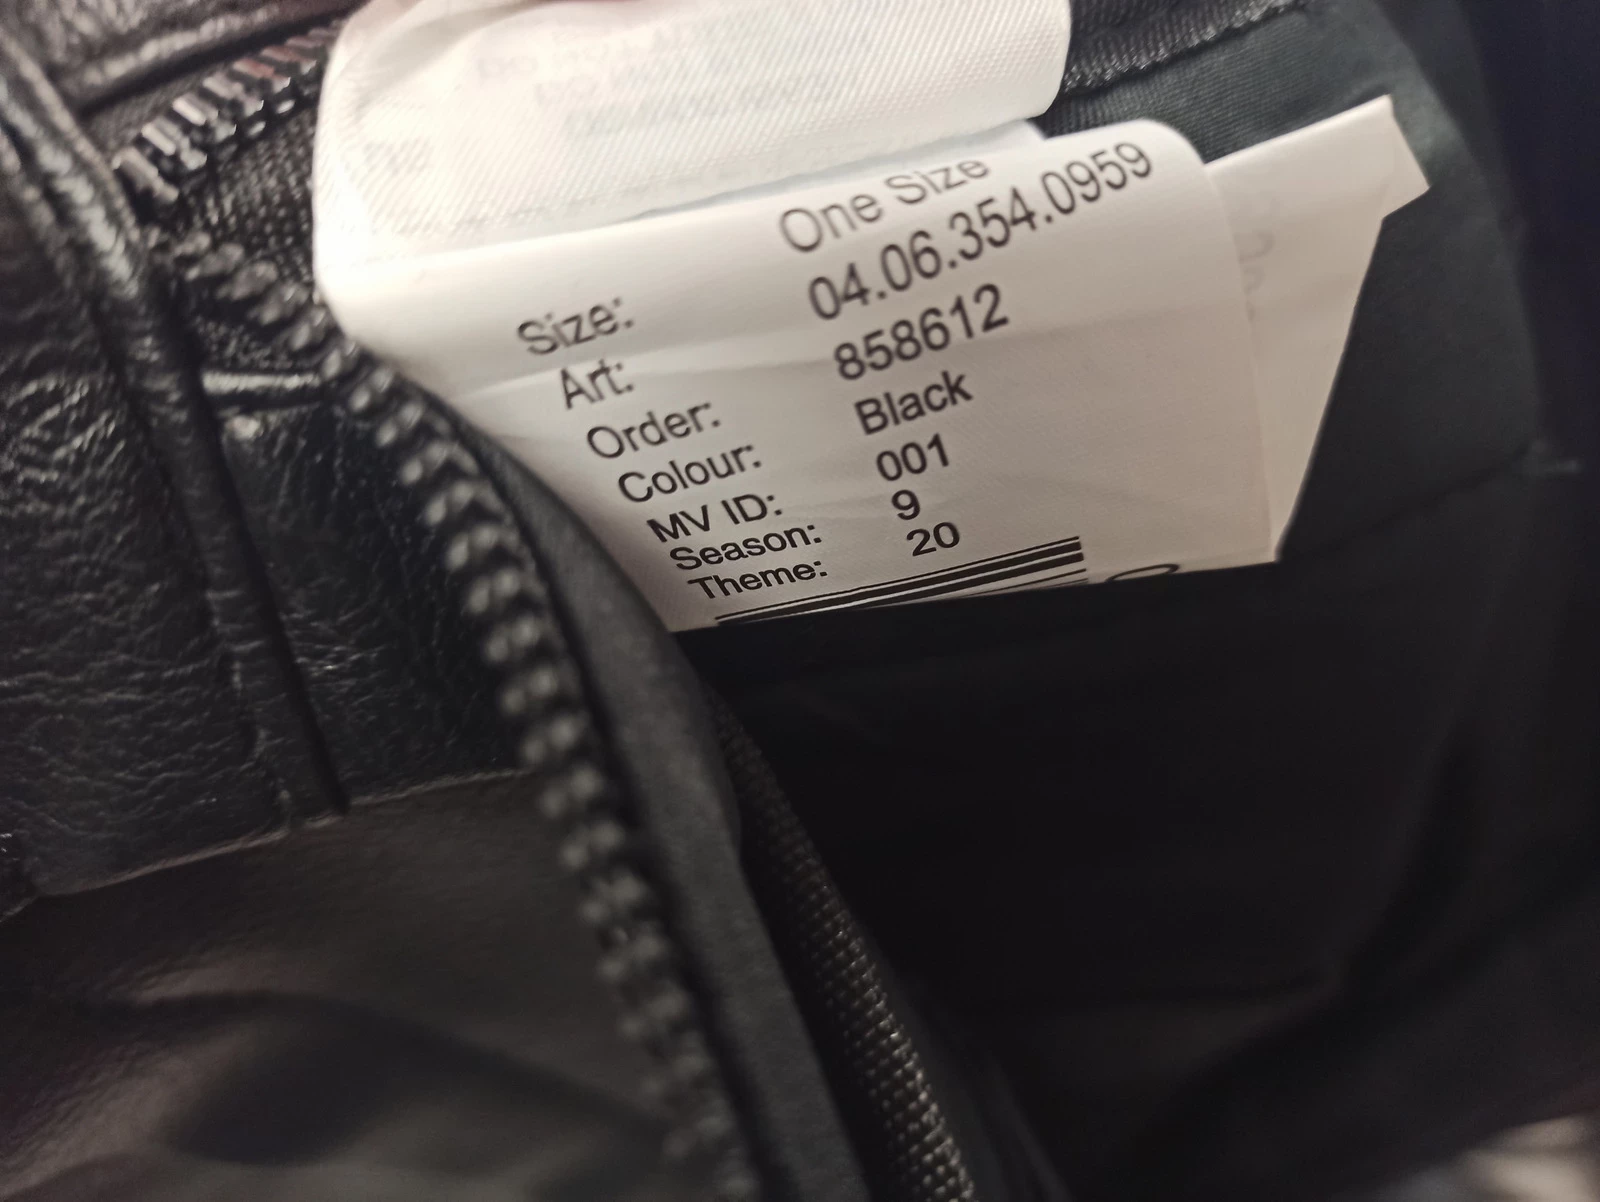 Size: One Size
Art: 04.06.354.0959
Order: 858612
Colour: Black
MV ID: 001
Season: 9
Theme: 20